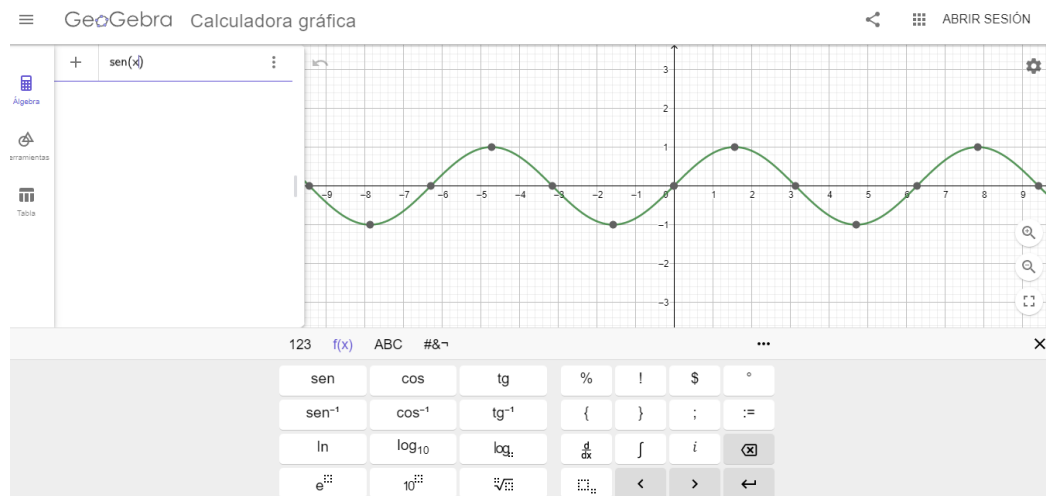 GeoGebra Calculadora gráfica ABRIR SESIÓN
+ sen(x)
Álgebra
erramientas
Tabla
3
2
1
−9 −8 −7 −6 −5 −4 −3 −2 −1 0 1 2 3 4 5 6 7 8 9
−1
−2
−3
123 f(x) ABC #&¬ ...
sen cos tg % ! $ °
sen⁻¹ cos⁻¹ tg⁻¹ { } ; :=
ln log₁₀ log d/dx ∫ i
e 10 √ < >